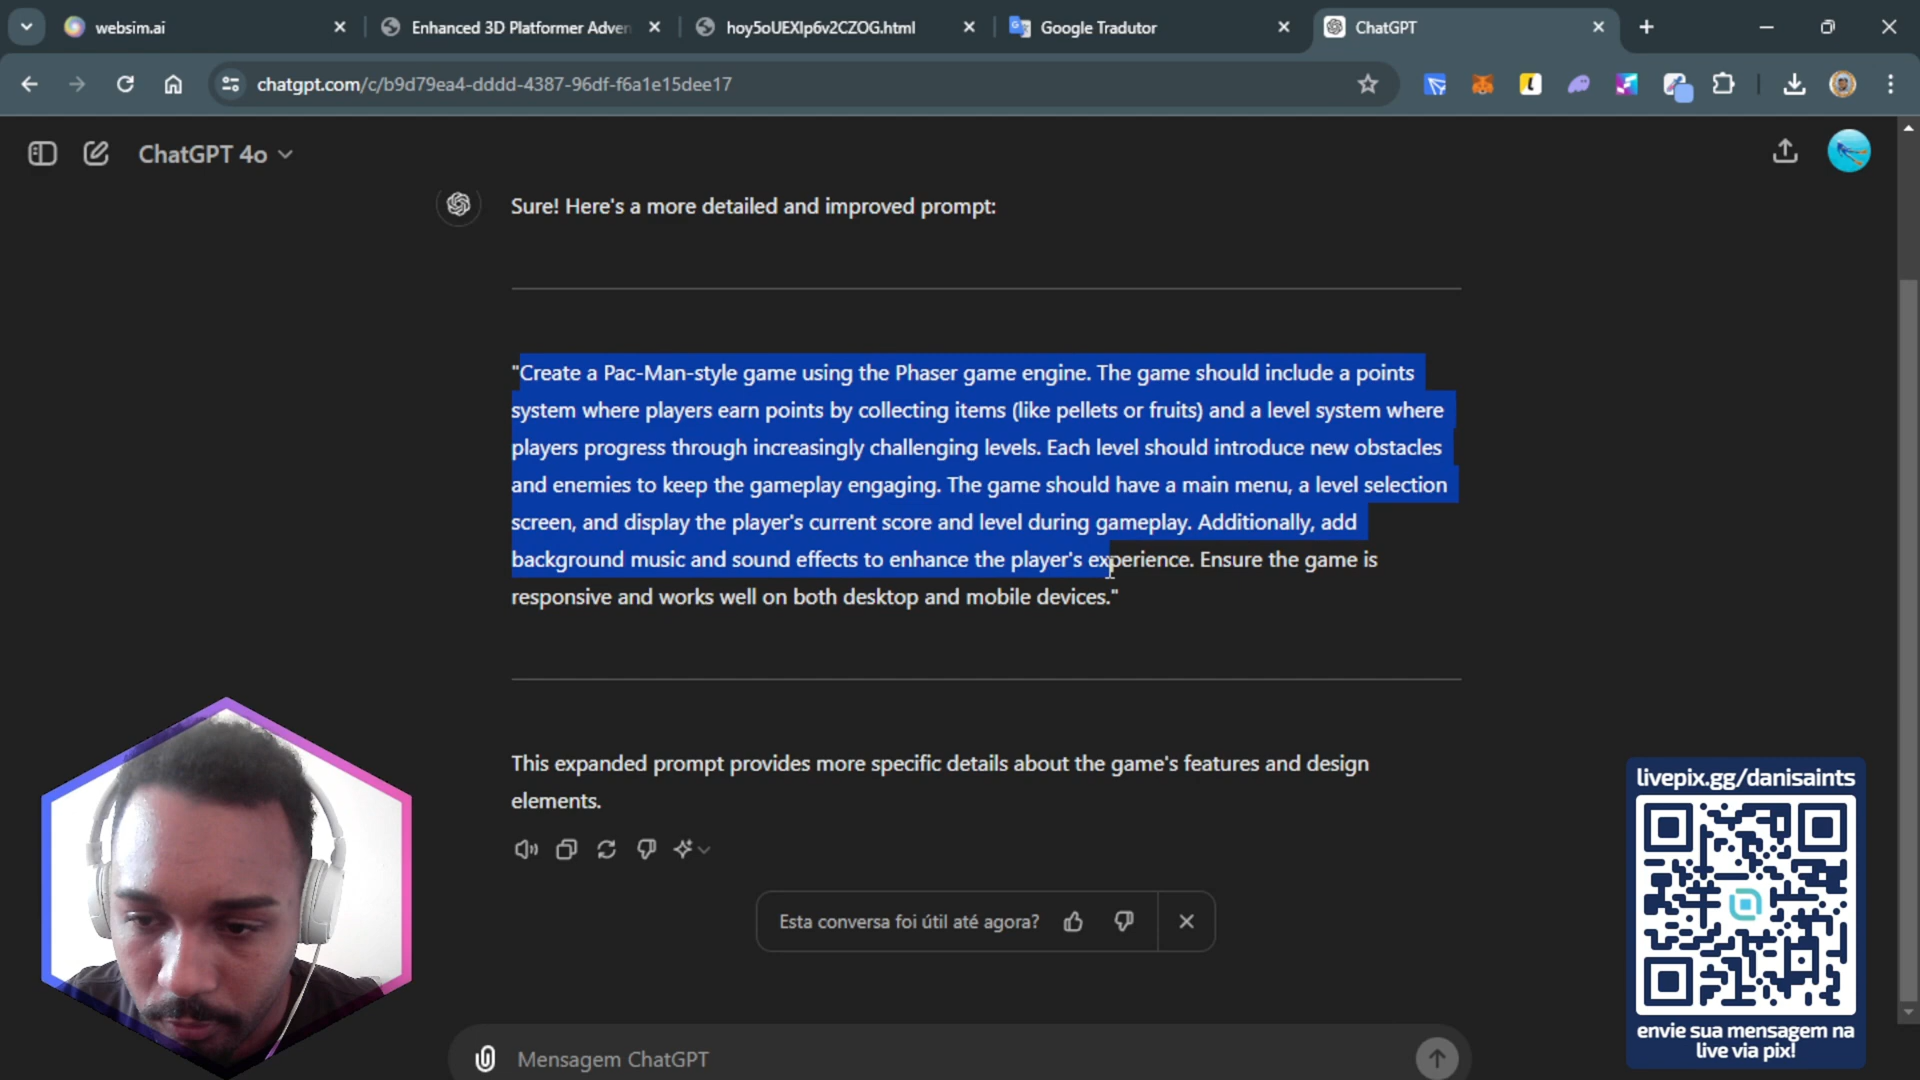 websim.ai
Enhanced 3D Platformer Adven
hoy5oUEXIp6v2CZOG.html
Google Tradutor
ChatGPT
chatgpt.com/c/b9d79ea4-dddd-4387-96df-f6a1e15dee17
ChatGPT 4o
Sure! Here's a more detailed and improved prompt:
"Create a Pac-Man-style game using the Phaser game engine. The game should include a points
system where players earn points by collecting items (like pellets or fruits) and a level system where
players progress through increasingly challenging levels. Each level should introduce new obstacles
and enemies to keep the gameplay engaging. The game should have a main menu, a level selection
screen, and display the player's current score and level during gameplay. Additionally, add
background music and sound effects to enhance the player's experience. Ensure the game is
responsive and works well on both desktop and mobile devices."
This expanded prompt provides more specific details about the game's features and design
elements.
Esta conversa foi útil até agora?
Mensagem ChatGPT
livepix.gg/danisaints
envie sua mensagem na
live via pix!